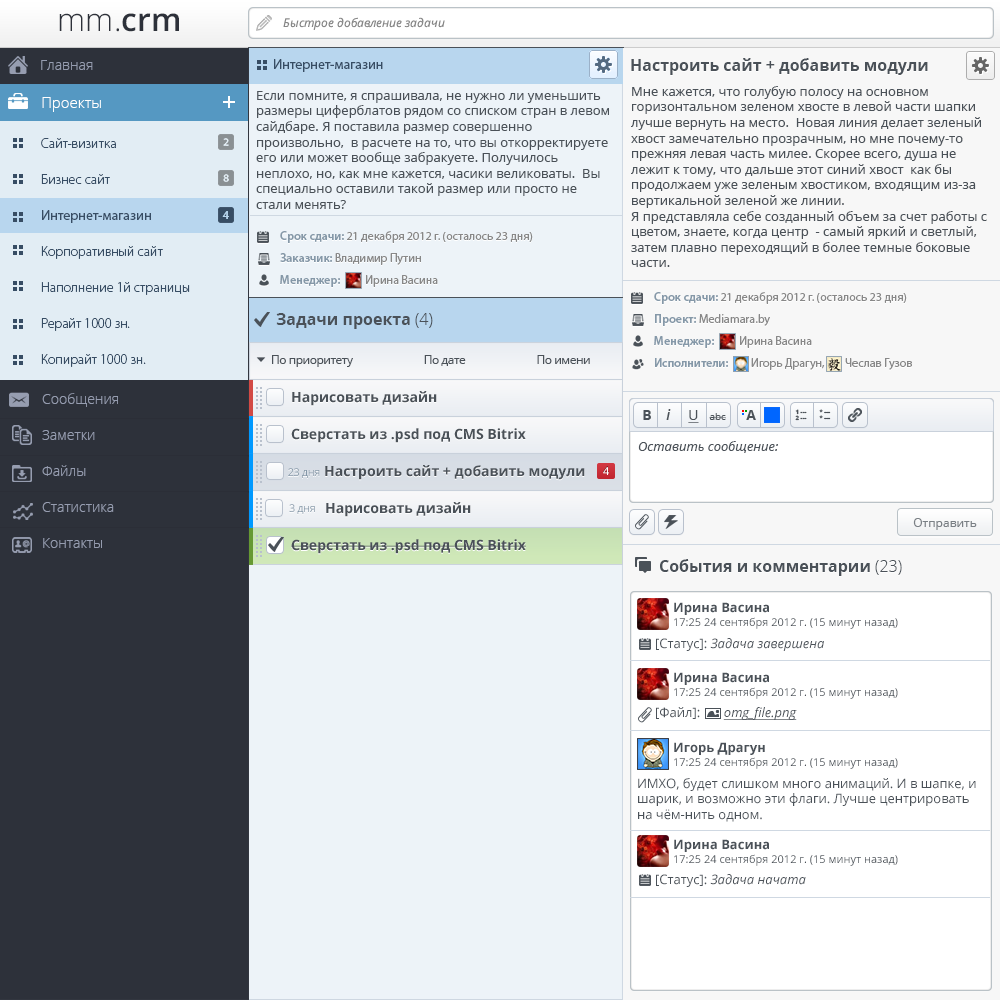 mm.crm
Быстрое добавление задачи
Главная
Проекты +
Сайт-визитка 2
Бизнес сайт 8
Интернет-магазин 4
Корпоративный сайт
Наполнение 1й страницы
Рерайт 1000 зн.
Копирайт 1000 зн.
Сообщения
Заметки
Файлы
Статистика
Контакты
Интернет-магазин
Если помните, я спрашивала, не нужно ли уменьшить
размеры циферблатов рядом со списком стран в левом
сайдбаре. Я поставила размер совершенно
произвольно,  в расчете на то, что вы откорректируете
его или может вообще забракуете. Получилось
неплохо, но, как мне кажется, часики великоваты.  Вы
специально оставили такой размер или просто не
стали менять?
Срок сдачи: 21 декабря 2012 г. (осталось 23 дня)
Заказчик: Владимир Путин
Менеджер: Ирина Васина
Задачи проекта (4)
По приоритету По дате По имени
Нарисовать дизайн
Сверстать из .psd под CMS Bitrix
23 дня Настроить сайт + добавить модули 4
3 дня Нарисовать дизайн
Сверстать из .psd под CMS Bitrix
Настроить сайт + добавить модули
Мне кажется, что голубую полосу на основном
горизонтальном зеленом хвосте в левой части шапки
лучше вернуть на место.  Новая линия делает зеленый
хвост замечательно прозрачным, но мне почему-то
прежняя левая часть милее. Скорее всего, душа не
лежит к тому, что дальше этот синий хвост  как бы
продолжаем уже зеленым хвостиком, входящим из-за
вертикальной зеленой же линии.
Я представляла себе созданный объем за счет работы с
цветом, знаете, когда центр  - самый яркий и светлый,
затем плавно переходящий в более темные боковые
части.
Срок сдачи: 21 декабря 2012 г. (осталось 23 дня)
Проект: Mediamara.by
Менеджер: Ирина Васина
Исполнители: Игорь Драгун, Чеслав Гузов
B i U abc A
Оставить сообщение:
Отправить
События и комментарии (23)
Ирина Васина
17:25 24 сентября 2012 г. (15 минут назад)
[Статус]: Задача завершена
Ирина Васина
17:25 24 сентября 2012 г. (15 минут назад)
[Файл]: omg_file.png
Игорь Драгун
17:25 24 сентября 2012 г. (15 минут назад)
ИМХО, будет слишком много анимаций. И в шапке, и
шарик, и возможно эти флаги. Лучше центрировать
на чём-нить одном.
Ирина Васина
17:25 24 сентября 2012 г. (15 минут назад)
[Статус]: Задача начата